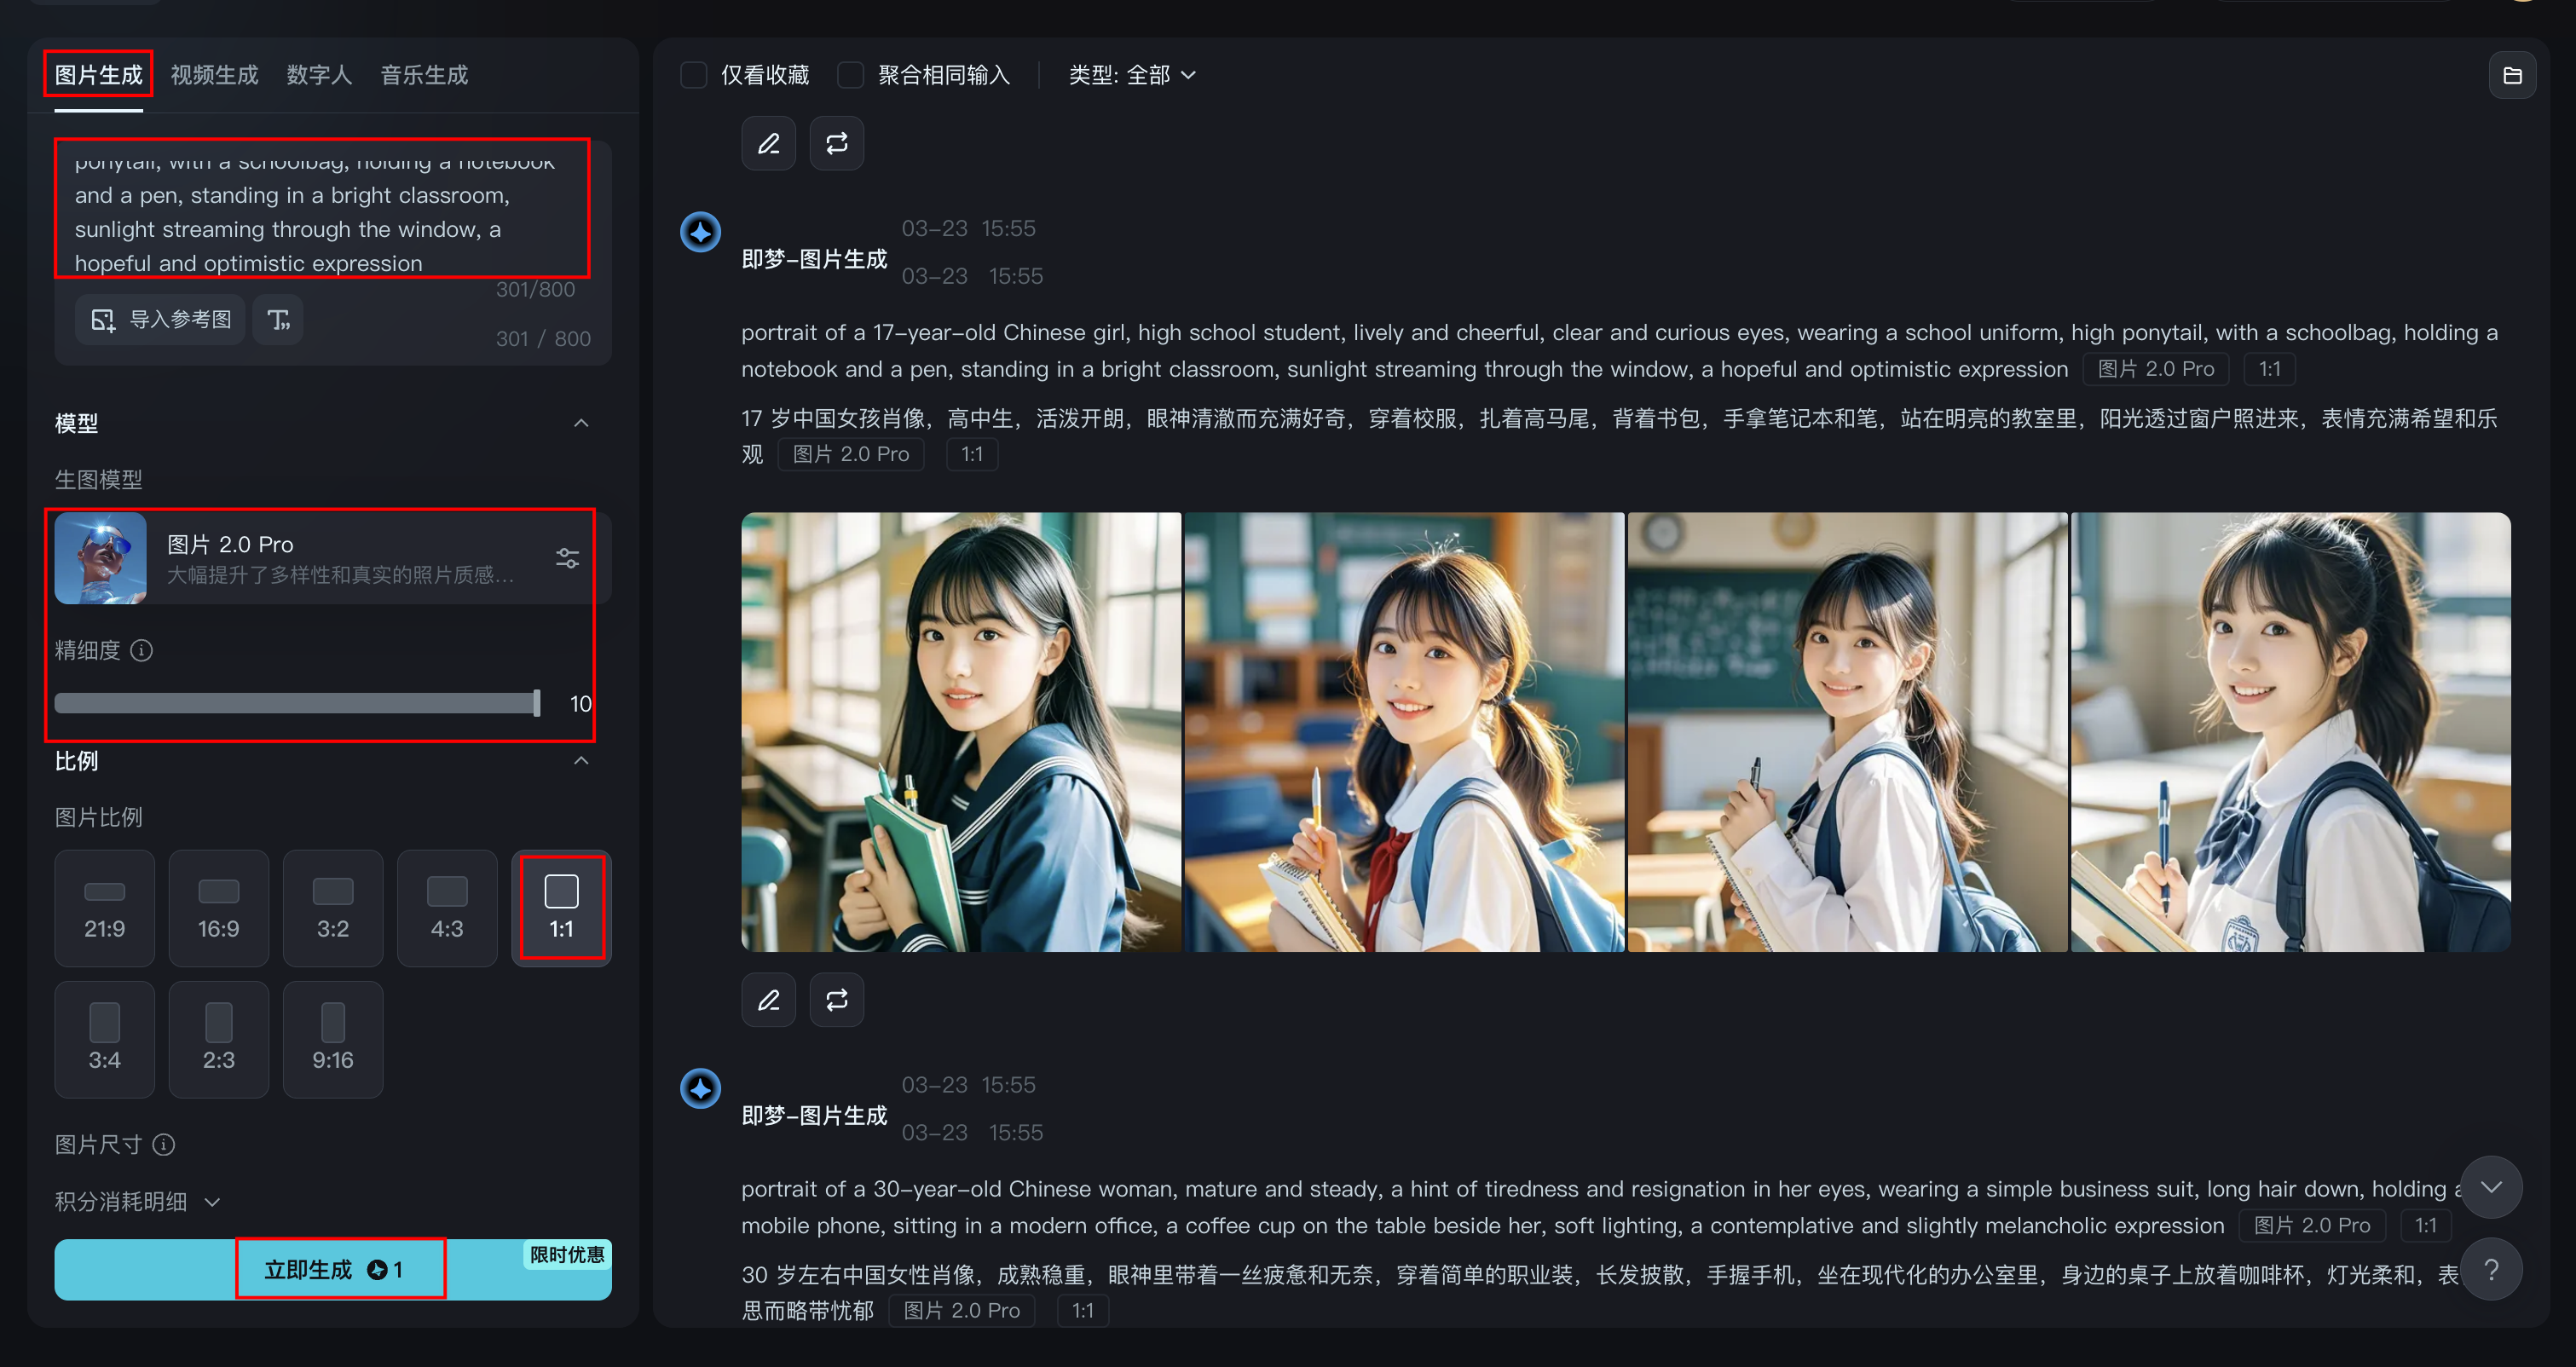 图片生成 视频生成 数字人 音乐生成
ponytail, with a schoolbag, holding a notebook
and a pen, standing in a bright classroom,
sunlight streaming through the window, a
hopeful and optimistic expression
301/800
导入参考图
301 / 800
模型
生图模型
图片 2.0 Pro
大幅提升了多样性和真实的照片质感...
精细度
10
比例
图片比例
21:9 16:9 3:2 4:3 1:1
3:4 2:3 9:16
图片尺寸
积分消耗明细
限时优惠
立即生成 1
仅看收藏 聚合相同输入 类型: 全部
03-23 15:55
即梦-图片生成
03-23 15:55
portrait of a 17-year-old Chinese girl, high school student, lively and cheerful, clear and curious eyes, wearing a school uniform, high ponytail, with a schoolbag, holding a
notebook and a pen, standing in a bright classroom, sunlight streaming through the window, a hopeful and optimistic expression 图片 2.0 Pro 1:1
17 岁中国女孩肖像，高中生，活泼开朗，眼神清澈而充满好奇，穿着校服，扎着高马尾，背着书包，手拿笔记本和笔，站在明亮的教室里，阳光透过窗户照进来，表情充满希望和乐
观 图片 2.0 Pro 1:1
03-23 15:55
即梦-图片生成
03-23 15:55
portrait of a 30-year-old Chinese woman, mature and steady, a hint of tiredness and resignation in her eyes, wearing a simple business suit, long hair down, holding a
mobile phone, sitting in a modern office, a coffee cup on the table beside her, soft lighting, a contemplative and slightly melancholic expression 图片 2.0 Pro 1:1
30 岁左右中国女性肖像，成熟稳重，眼神里带着一丝疲惫和无奈，穿着简单的职业装，长发披散，手握手机，坐在现代化的办公室里，身边的桌子上放着咖啡杯，灯光柔和，表
思而略带忧郁 图片 2.0 Pro 1:1
?